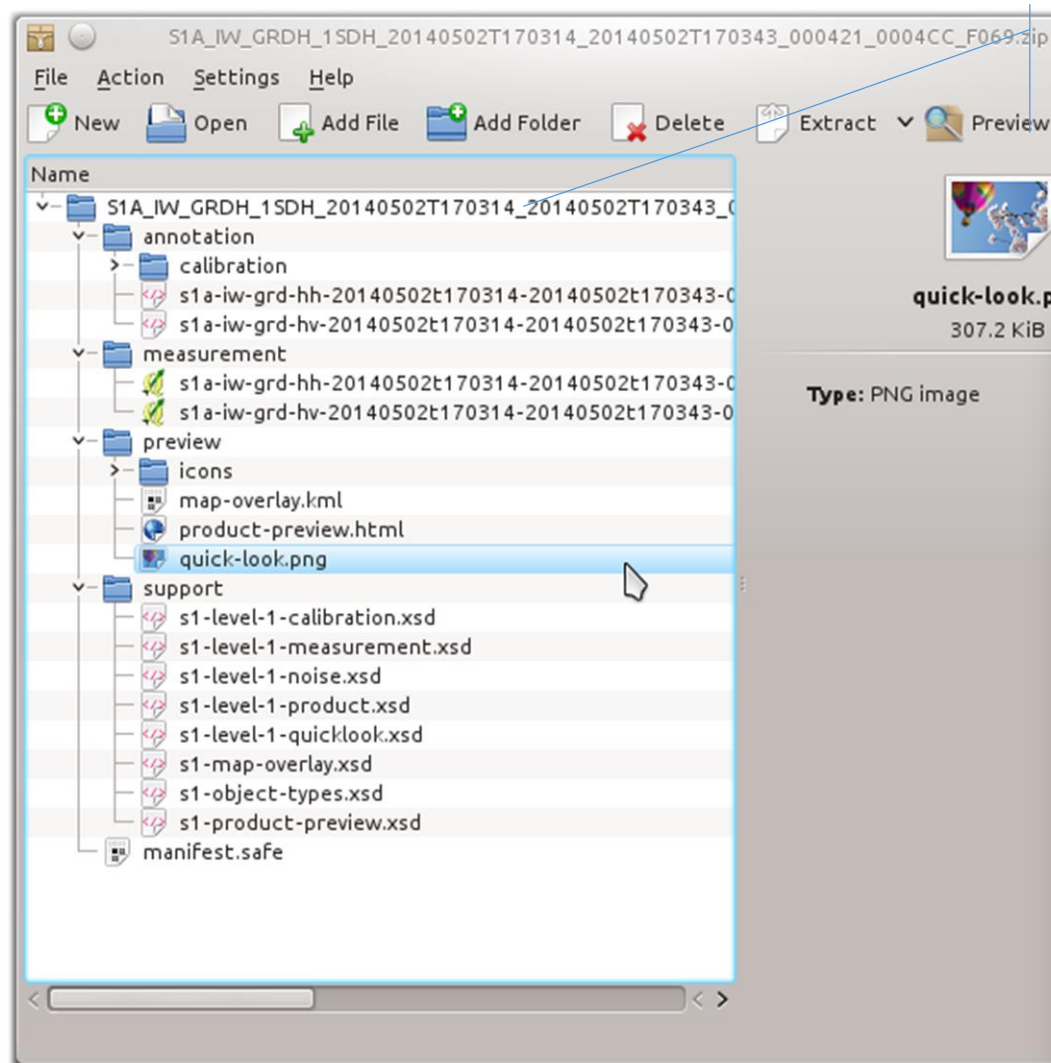 S1A_IW_GRDH_1SDH_20140502T170314_20140502T170343_000421_0004CC_F069.zip
File Action Settings Help
New Open Add File Add Folder Delete Extract Preview
Name
S1A_IW_GRDH_1SDH_20140502T170314_20140502T170343_
annotation
calibration
s1a-iw-grd-hh-20140502t170314-20140502t170343-0
s1a-iw-grd-hv-20140502t170314-20140502t170343-0
measurement
s1a-iw-grd-hh-20140502t170314-20140502t170343-0
s1a-iw-grd-hv-20140502t170314-20140502t170343-0
preview
icons
map-overlay.kml
product-preview.html
quick-look.png
support
s1-level-1-calibration.xsd
s1-level-1-measurement.xsd
s1-level-1-noise.xsd
s1-level-1-product.xsd
s1-level-1-quicklook.xsd
s1-map-overlay.xsd
s1-object-types.xsd
s1-product-preview.xsd
manifest.safe
quick-look.p
307.2 KiB
Type: PNG image